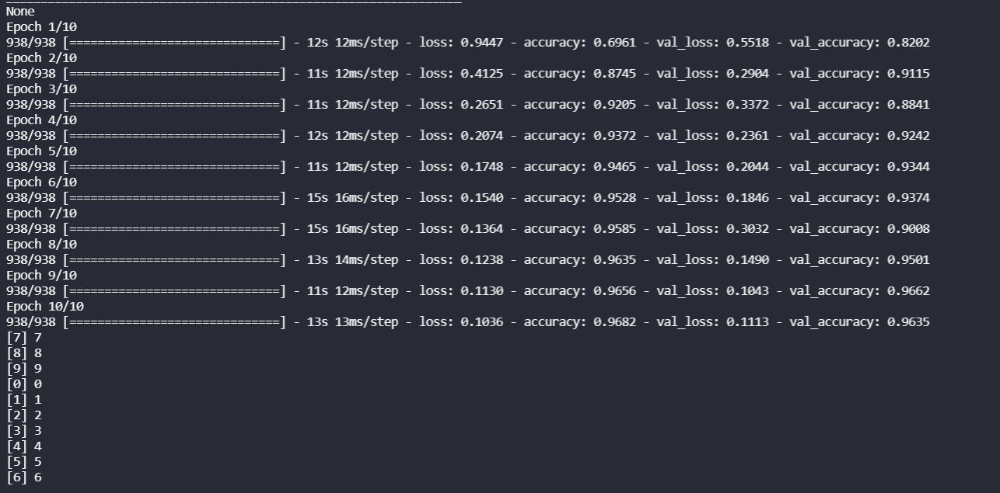 None
Epoch 1/10
938/938 [==============================] - 12s 12ms/step - loss: 0.9447 - accuracy: 0.6961 - val_loss: 0.5518 - val_accuracy: 0.8202
Epoch 2/10
938/938 [==============================] - 11s 12ms/step - loss: 0.4125 - accuracy: 0.8745 - val_loss: 0.2904 - val_accuracy: 0.9115
Epoch 3/10
938/938 [==============================] - 11s 12ms/step - loss: 0.2651 - accuracy: 0.9205 - val_loss: 0.3372 - val_accuracy: 0.8841
Epoch 4/10
938/938 [==============================] - 12s 12ms/step - loss: 0.2074 - accuracy: 0.9372 - val_loss: 0.2361 - val_accuracy: 0.9242
Epoch 5/10
938/938 [==============================] - 11s 12ms/step - loss: 0.1748 - accuracy: 0.9465 - val_loss: 0.2044 - val_accuracy: 0.9344
Epoch 6/10
938/938 [==============================] - 15s 16ms/step - loss: 0.1540 - accuracy: 0.9528 - val_loss: 0.1846 - val_accuracy: 0.9374
Epoch 7/10
938/938 [==============================] - 15s 16ms/step - loss: 0.1364 - accuracy: 0.9585 - val_loss: 0.3032 - val_accuracy: 0.9008
Epoch 8/10
938/938 [==============================] - 13s 14ms/step - loss: 0.1238 - accuracy: 0.9635 - val_loss: 0.1490 - val_accuracy: 0.9501
Epoch 9/10
938/938 [==============================] - 11s 12ms/step - loss: 0.1130 - accuracy: 0.9656 - val_loss: 0.1043 - val_accuracy: 0.9662
Epoch 10/10
938/938 [==============================] - 13s 13ms/step - loss: 0.1036 - accuracy: 0.9682 - val_loss: 0.1113 - val_accuracy: 0.9635
[7] 7
[8] 8
[9] 9
[0] 0
[1] 1
[2] 2
[3] 3
[4] 4
[5] 5
[6] 6